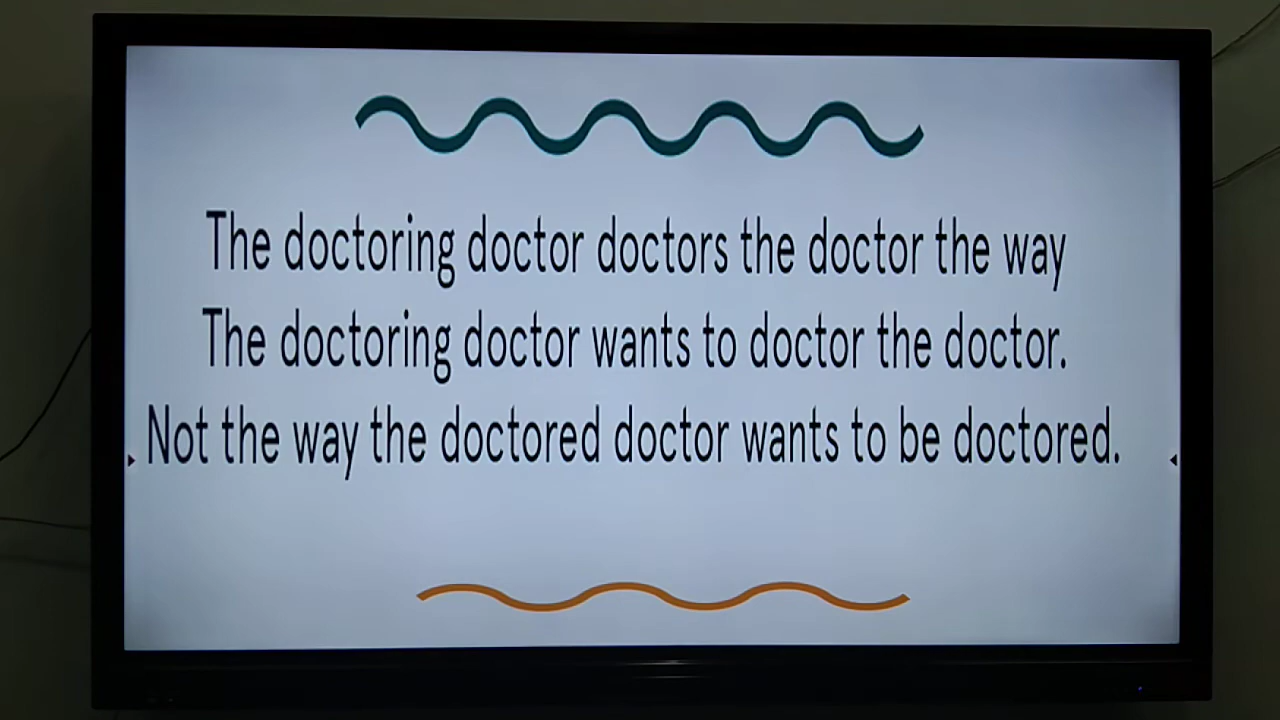 The doctoring doctor doctors the doctor the way
The doctoring doctor wants to doctor the doctor.
Not the way the doctored doctor wants to be doctored.